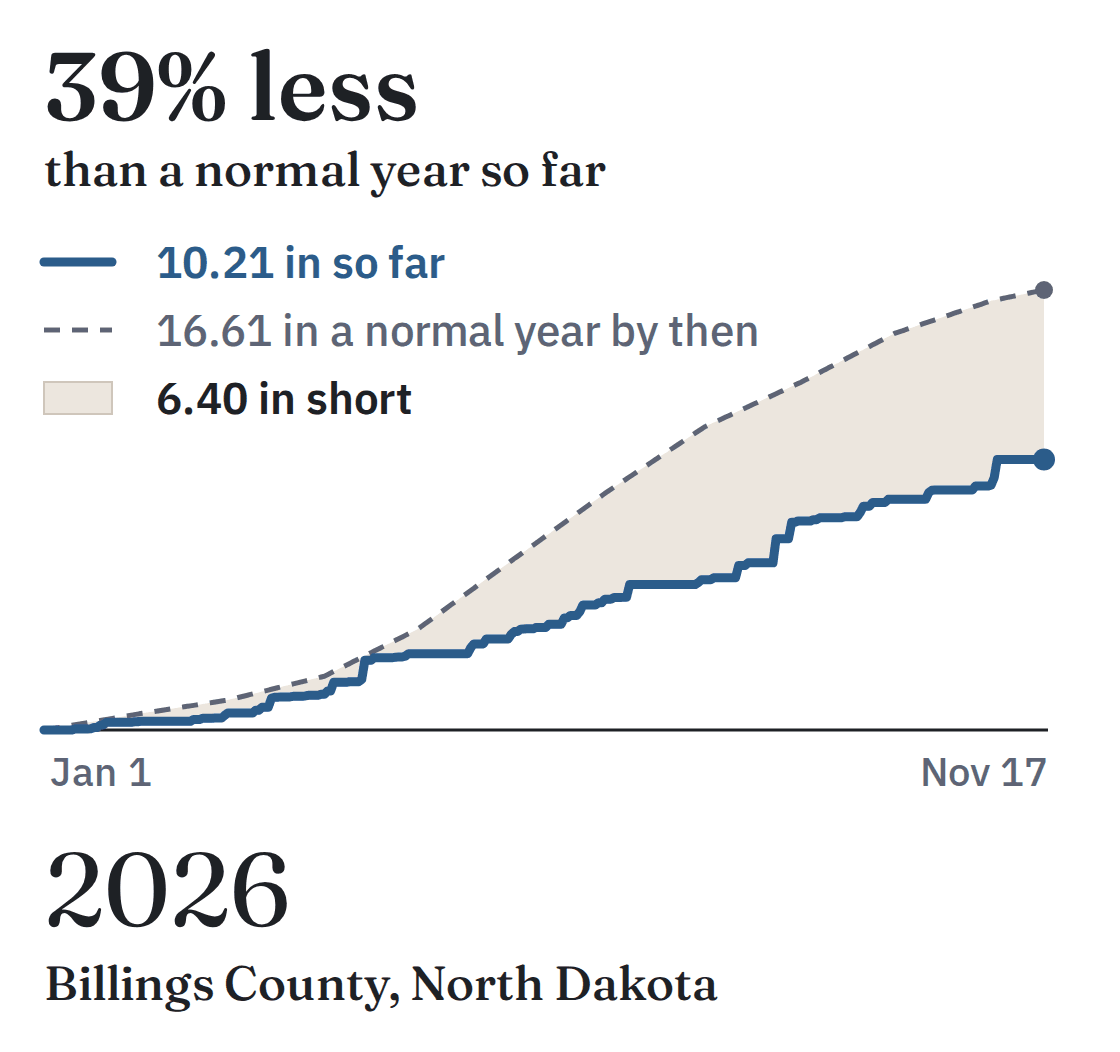 39% less
than a normal year so far
10.21 in so far
16.61 in a normal year by then
6.40 in short
Jan 1
Nov 17
2026
Billings County, North Dakota